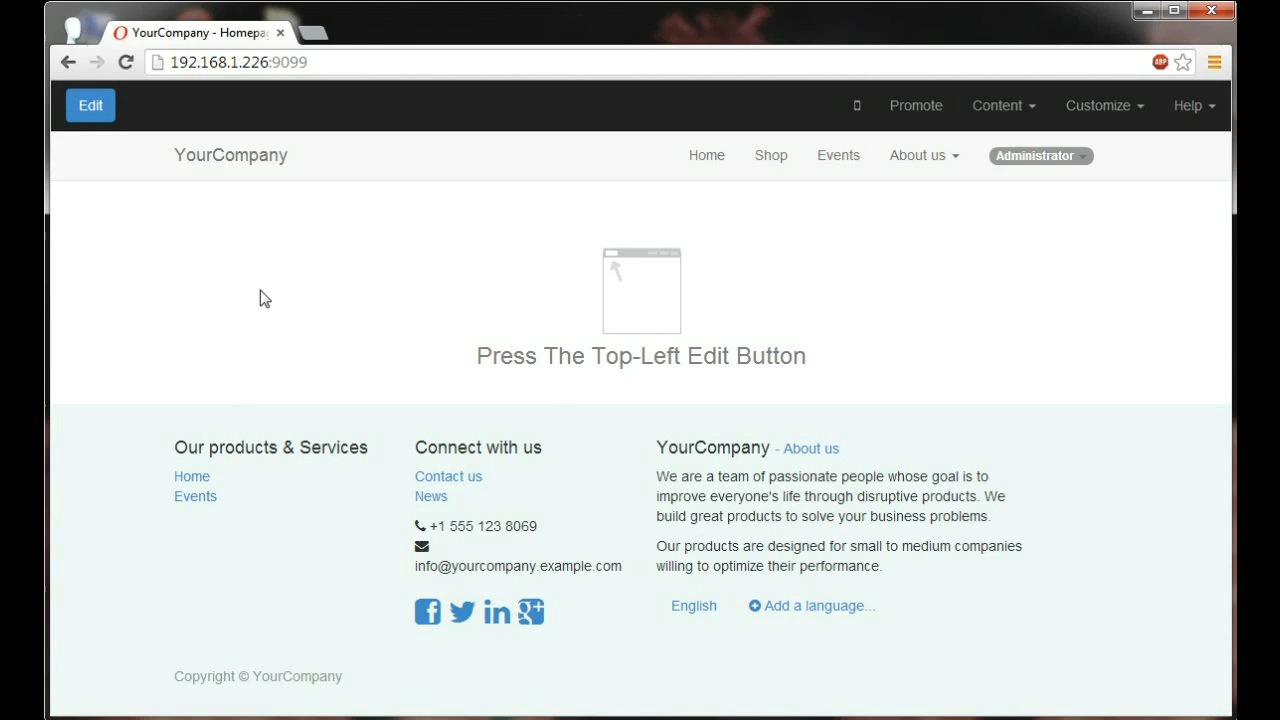 YourCompany - Homepa
192.168.1.226:9099
ABP
Edit
Promote
Content
Customize
Help
YourCompany
Home
Shop
Events
About us
Administrator
Press The Top-Left Edit Button
Our products & Services
Home
Events
Connect with us
Contact us
News
+1 555 123 8069
info@yourcompany.example.com
YourCompany - About us
We are a team of passionate people whose goal is to
improve everyone's life through disruptive products. We
build great products to solve your business problems.
Our products are designed for small to medium companies
willing to optimize their performance.
English
Add a language...
Copyright © YourCompany